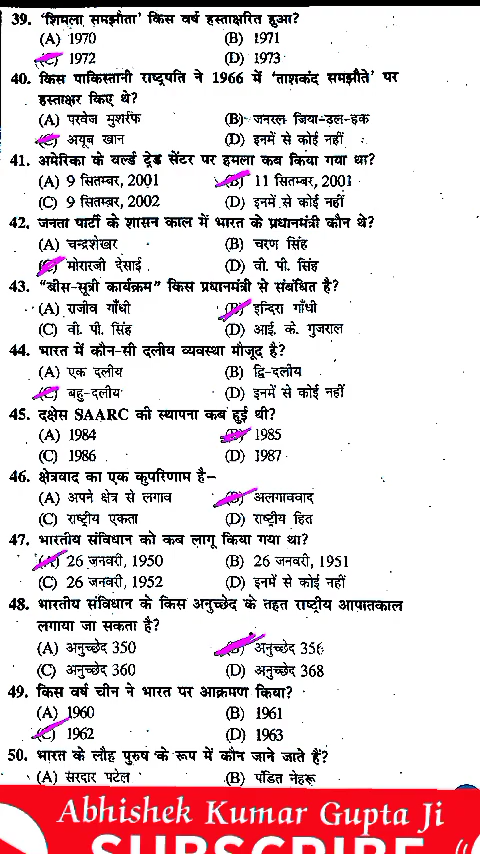 39. 'शिमला समझौता' किस वर्ष हस्ताक्षरित हुआ?
(A) 1970 (B) 1971
(C) 1972 (D) 1973
40. किस पाकिस्तानी राष्ट्रपति ने 1966 में 'ताशकंद समझौते' पर
हस्ताक्षर किए थे?
(A) परवेज मुशर्रफ (B) जनरल जिया-उल-हक
(C) अयूब खान (D) इनमें से कोई नहीं
41. अमेरिका के वर्ल्ड ट्रेड सेंटर पर हमला कब किया गया था?
(A) 9 सितम्बर, 2001 (B) 11 सितम्बर, 2001
(C) 9 सितम्बर, 2002 (D) इनमें से कोई नहीं
42. जनता पार्टी के शासन काल में भारत के प्रधानमंत्री कौन थे?
(A) चन्द्रशेखर (B) चरण सिंह
(C) मोरारजी देसाई (D) वी. पी. सिंह
43. "बीस-सूत्री कार्यक्रम" किस प्रधानमंत्री से संबंधित है?
(A) राजीव गाँधी (B) इन्दिरा गाँधी
(C) वी. पी. सिंह (D) आई. के. गुजराल
44. भारत में कौन-सी दलीय व्यवस्था मौजूद है?
(A) एक दलीय (B) द्वि-दलीय
(C) बहु-दलीय (D) इनमें से कोई नहीं
45. दक्षेस SAARC की स्थापना कब हुई थी?
(A) 1984 (B) 1985
(C) 1986 (D) 1987
46. क्षेत्रवाद का एक कुपरिणाम है–
(A) अपने क्षेत्र से लगाव (B) अलगाववाद
(C) राष्ट्रीय एकता (D) राष्ट्रीय हित
47. भारतीय संविधान को कब लागू किया गया था?
(A) 26 जनवरी, 1950 (B) 26 जनवरी, 1951
(C) 26 जनवरी, 1952 (D) इनमें से कोई नहीं
48. भारतीय संविधान के किस अनुच्छेद के तहत राष्ट्रीय आपातकाल
लगाया जा सकता है?
(A) अनुच्छेद 350 (B) अनुच्छेद 356
(C) अनुच्छेद 360 (D) अनुच्छेद 368
49. किस वर्ष चीन ने भारत पर आक्रमण किया?
(A) 1960 (B) 1961
(C) 1962 (D) 1963
50. भारत के लौह पुरुष के रूप में कौन जाने जाते हैं?
(A) सरदार पटेल (B) पंडित नेहरू
Abhishek Kumar Gupta Ji
SUBSCRIBE